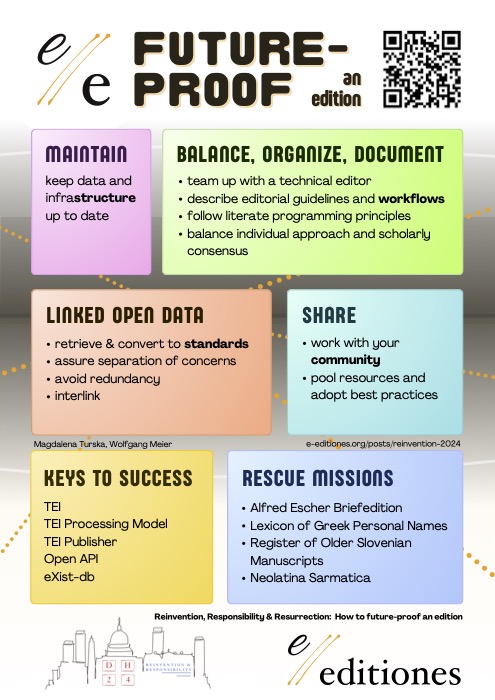 e/e
FUTURE-
PROOF an
edition
MAINTAIN
keep data and
infrastructure
up to date
BALANCE, ORGANIZE, DOCUMENT
• team up with a technical editor
• describe editorial guidelines and workflows
• follow literate programming principles
• balance individual approach and scholarly
consensus
LINKED OPEN DATA
• retrieve & convert to standards
• assure separation of concerns
• avoid redundancy
• interlink
SHARE
• work with your
community
• pool resources and
adopt best practices
Magdalena Turska, Wolfgang Meier
e-editiones.org/posts/reinvention-2024
KEYS TO SUCCESS
TEI
TEI Processing Model
TEI Publisher
Open API
eXist-db
RESCUE MISSIONS
• Alfred Escher Briefedition
• Lexicon of Greek Personal Names
• Register of Older Slovenian
Manuscripts
• Neolatina Sarmatica
Reinvention, Responsibility & Resurrection: How to future-proof an edition
D H
2 4
REINVENTION &
RESPONSIBILITY
e/editiones